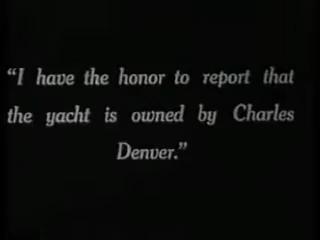 “I have the honor to report that
the yacht is owned by Charles
Denver.”